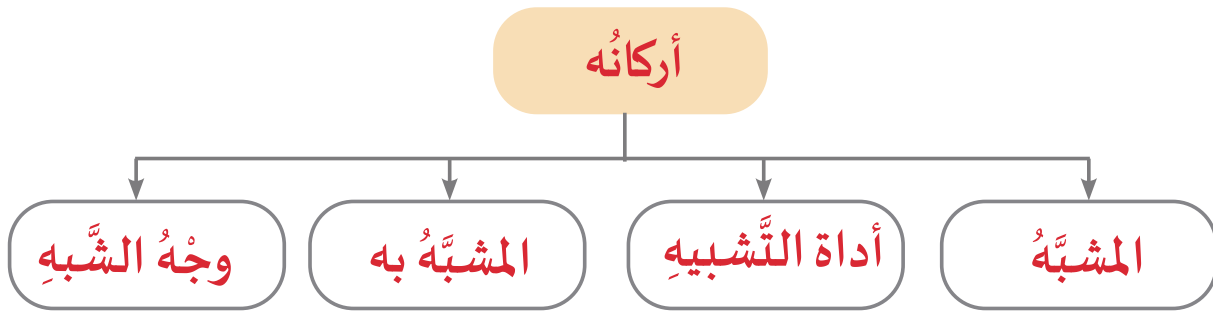 أركانُه
المشبَّهُ
أداة التَّشبيهِ
المشبَّهُ به
وجْهُ الشَّبهِ